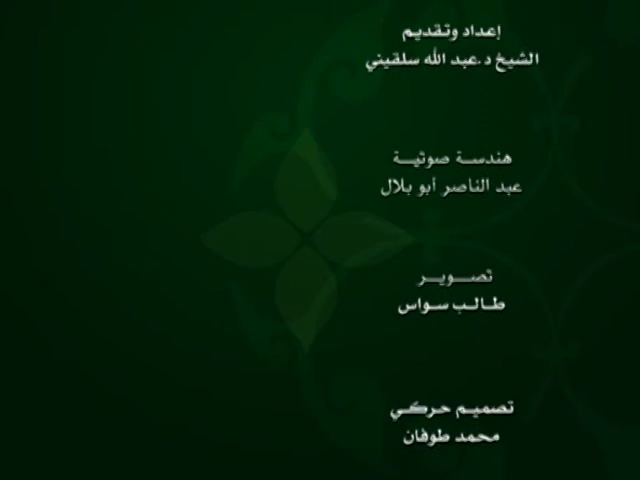 إعداد وتقديم
الشيخ د.عبد الله سلقيني
هندسة صوتية
عبد الناصر أبو بلال
تصوير
طالب سواس
تصميم حركي
محمد طوفان